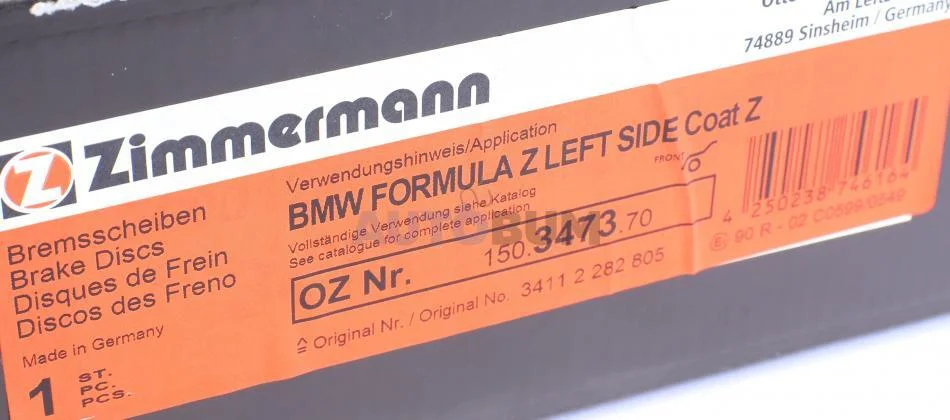 Am Leitz
74889 Sinsheim / Germany
Z Zimmermann
Verwendungshinweis/Application
BMW FORMULA Z LEFT SIDE Coat Z
FRONT
Vollständige Verwendung siehe Katalog
See catalogue for complete application
OZ Nr. 150.3473.70
≙ Original Nr. / Original No. 3411 2 282 805
Bremsscheiben
Brake Discs
Disques de Frein
Discos des Freno
Made in Germany
1 ST.
PC.
PCS.
4 250238 746164
90 R - 02 C0599/0849
AUTOBUM